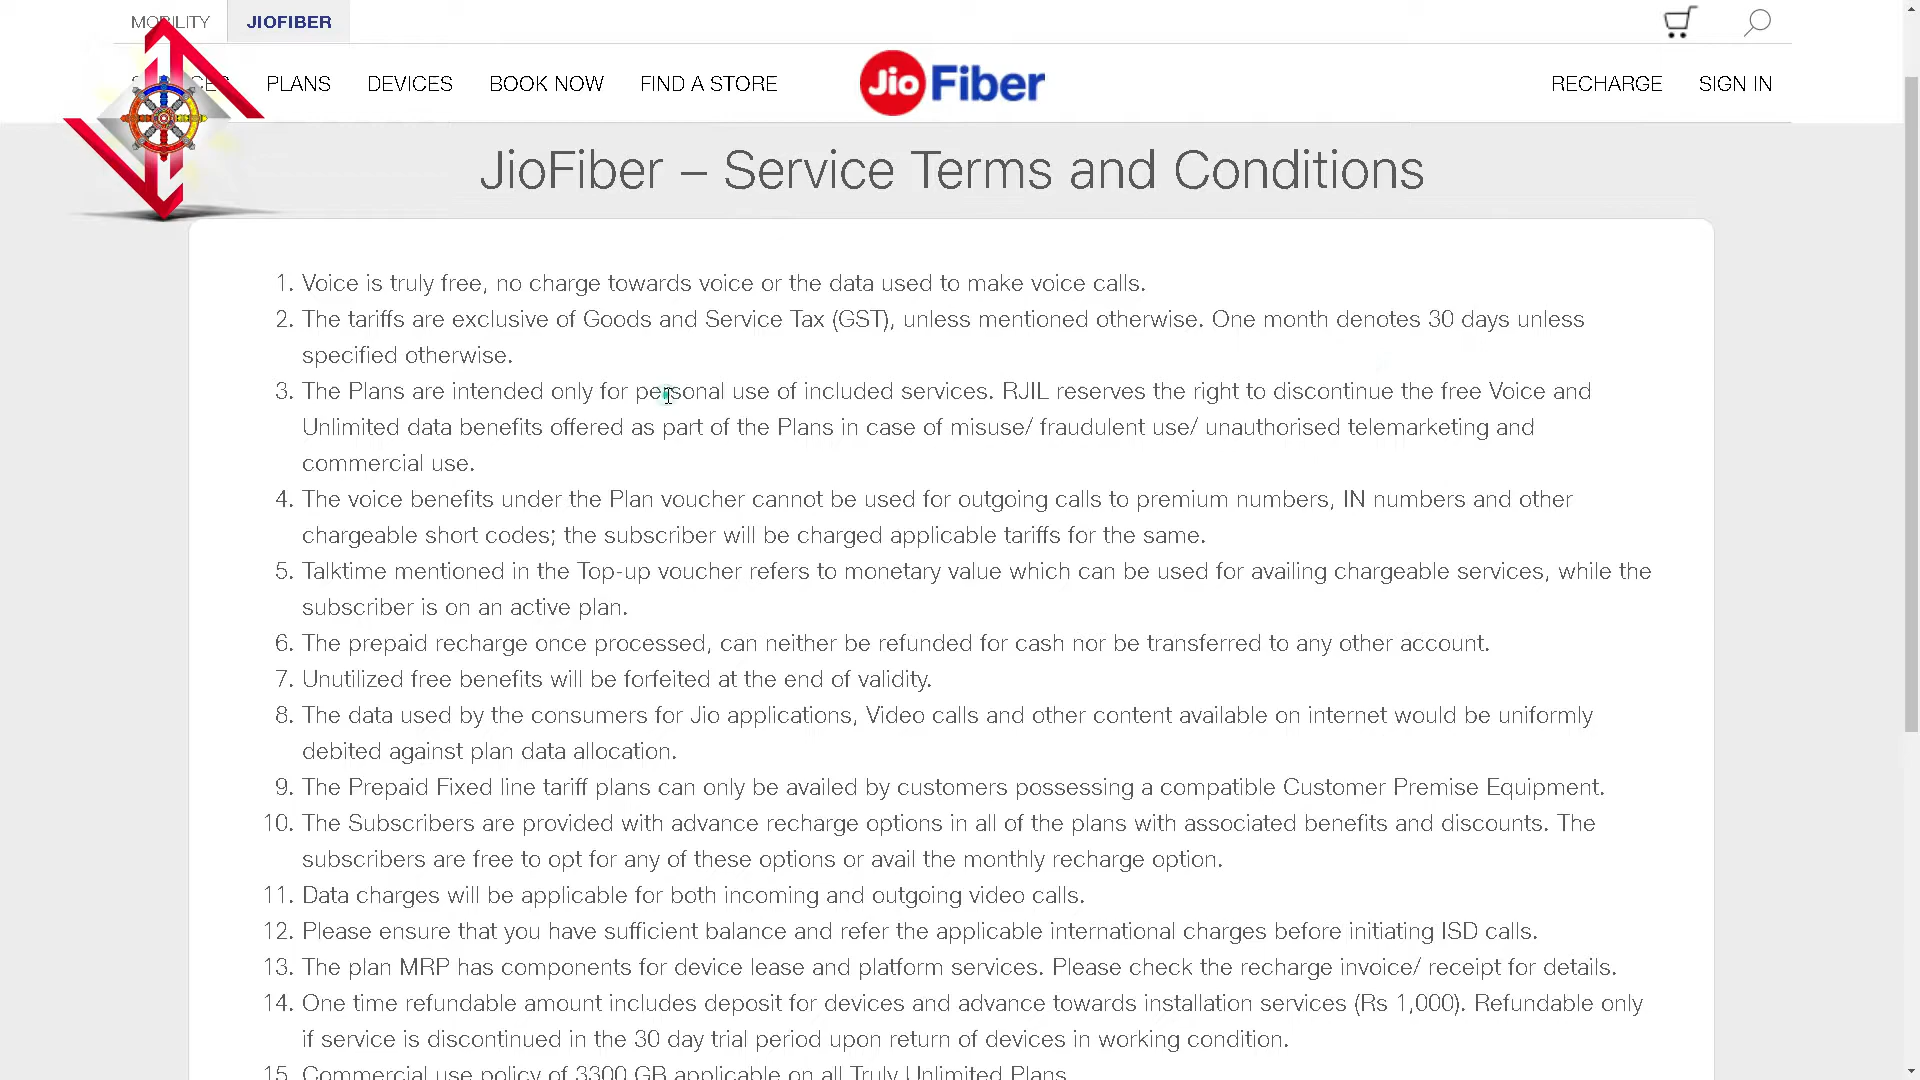 MOBILITY JIOFIBER
PLANS DEVICES BOOK NOW FIND A STORE Jio Fiber RECHARGE SIGN IN
JioFiber – Service Terms and Conditions
1. Voice is truly free, no charge towards voice or the data used to make voice calls.
2. The tariffs are exclusive of Goods and Service Tax (GST), unless mentioned otherwise. One month denotes 30 days unless
specified otherwise.
3. The Plans are intended only for personal use of included services. RJIL reserves the right to discontinue the free Voice and
Unlimited data benefits offered as part of the Plans in case of misuse/ fraudulent use/ unauthorised telemarketing and
commercial use.
4. The voice benefits under the Plan voucher cannot be used for outgoing calls to premium numbers, IN numbers and other
chargeable short codes; the subscriber will be charged applicable tariffs for the same.
5. Talktime mentioned in the Top-up voucher refers to monetary value which can be used for availing chargeable services, while the
subscriber is on an active plan.
6. The prepaid recharge once processed, can neither be refunded for cash nor be transferred to any other account.
7. Unutilized free benefits will be forfeited at the end of validity.
8. The data used by the consumers for Jio applications, Video calls and other content available on internet would be uniformly
debited against plan data allocation.
9. The Prepaid Fixed line tariff plans can only be availed by customers possessing a compatible Customer Premise Equipment.
10. The Subscribers are provided with advance recharge options in all of the plans with associated benefits and discounts. The
subscribers are free to opt for any of these options or avail the monthly recharge option.
11. Data charges will be applicable for both incoming and outgoing video calls.
12. Please ensure that you have sufficient balance and refer the applicable international charges before initiating ISD calls.
13. The plan MRP has components for device lease and platform services. Please check the recharge invoice/ receipt for details.
14. One time refundable amount includes deposit for devices and advance towards installation services (Rs 1,000). Refundable only
if service is discontinued in the 30 day trial period upon return of devices in working condition.
15. Commercial use policy of 3300 GB applicable on all Truly Unlimited Plans